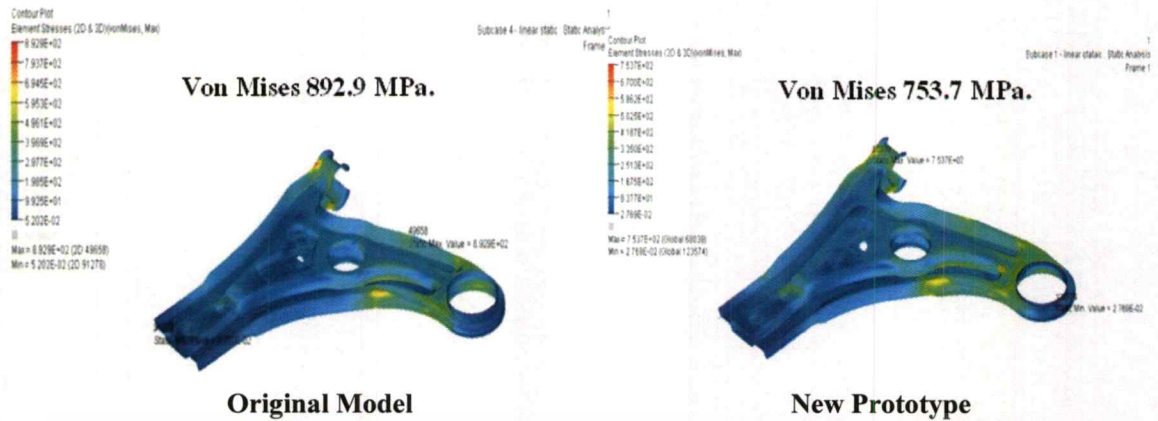 Contour Plot
Element Stresses (2D & 3D)(vonMises, Max)
8.929E+02
7.937E+02
6.945E+02
5.953E+02
4.961E+02
3.969E+02
2.977E+02
1.985E+02
9.925E+01
5.202E-02
Max = 8.929E+02 (2D 49658)
Min = 5.202E-02 (2D 91278)
1
Subcase 4 - linear static : Static Analys
Frame
Von Mises 892.9 MPa.
49658
Static Max. Value = 8.929E+02
Original Model
Contour Plot
Element Stresses (2D & 3D)(vonMises, Max)
7.537E+02
6.700E+02
5.862E+02
5.025E+02
4.187E+02
3.350E+02
2.513E+02
1.675E+02
8.377E+01
2.769E-02
Max = 7.537E+02 (Global 68038)
Min = 2.769E-02 (Global 123574)
1
Subcase 1 - linear static : Static Analysis
Frame 1
Von Mises 753.7 MPa.
Max. Value = 7.537E+02
Min. Value = 2.769E-02
New Prototype